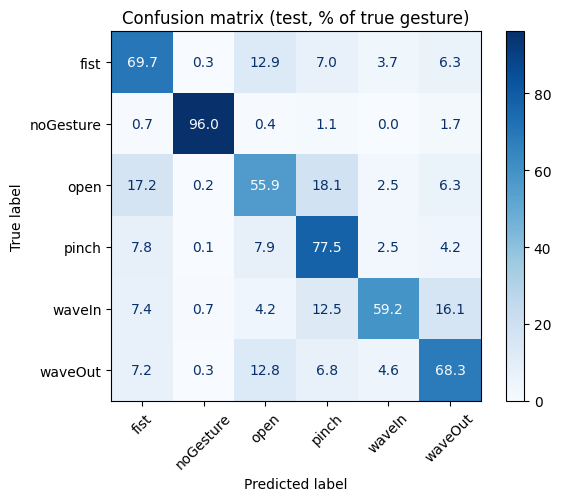 Confusion matrix (test, % of true gesture)
True label
fist 69.7 0.3 12.9 7.0 3.7 6.3
noGesture 0.7 96.0 0.4 1.1 0.0 1.7
open 17.2 0.2 55.9 18.1 2.5 6.3
pinch 7.8 0.1 7.9 77.5 2.5 4.2
waveIn 7.4 0.7 4.2 12.5 59.2 16.1
waveOut 7.2 0.3 12.8 6.8 4.6 68.3
fist noGesture open pinch waveIn waveOut
Predicted label
80
60
40
20
0